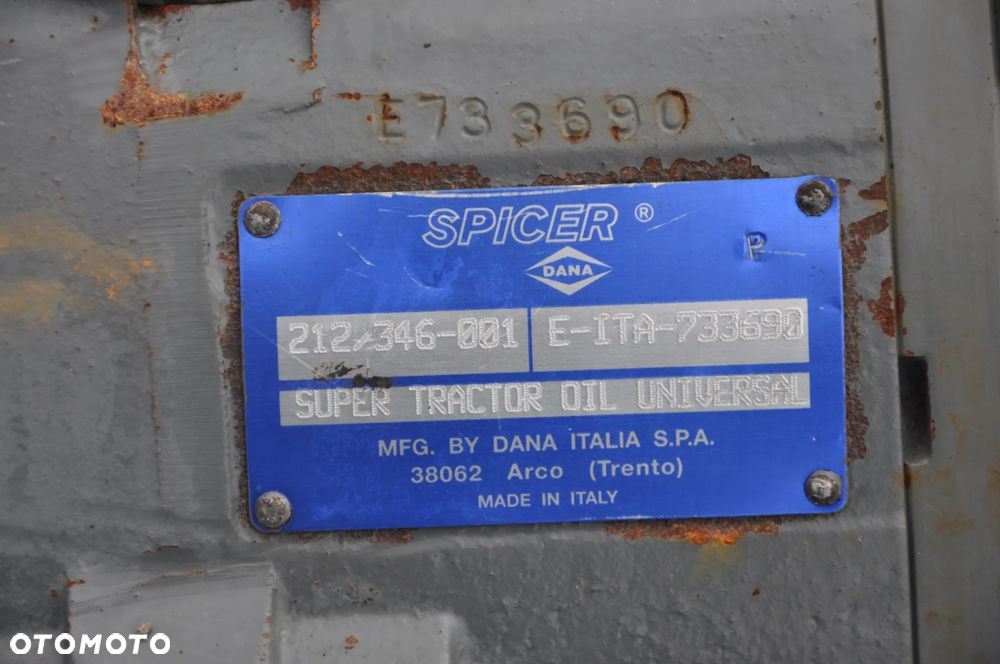 E733690
SPICER ®
P
DANA
212/346-001 E-ITA-733690
SUPER TRACTOR OIL UNIVERSAL
MFG. BY DANA ITALIA S.P.A.
38062 Arco (Trento)
MADE IN ITALY
OTOMOTO